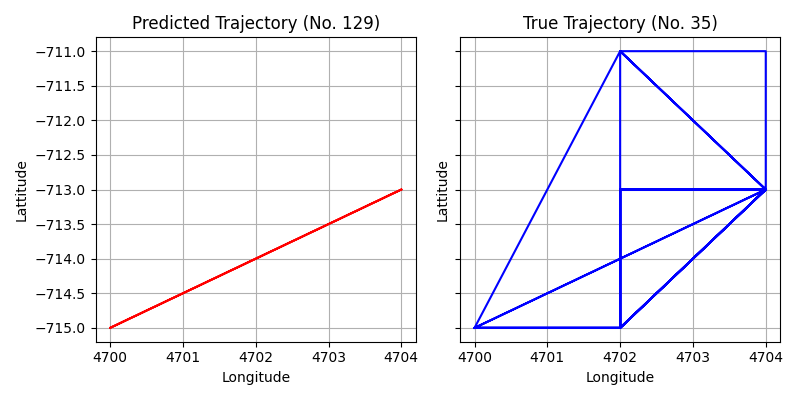 Predicted Trajectory (No. 129)
True Trajectory (No. 35)
−711.0
−711.5
−712.0
−712.5
−713.0
−713.5
−714.0
−714.5
−715.0
Lattitude
Lattitude
4700 4701 4702 4703 4704
4700 4701 4702 4703 4704
Longitude
Longitude